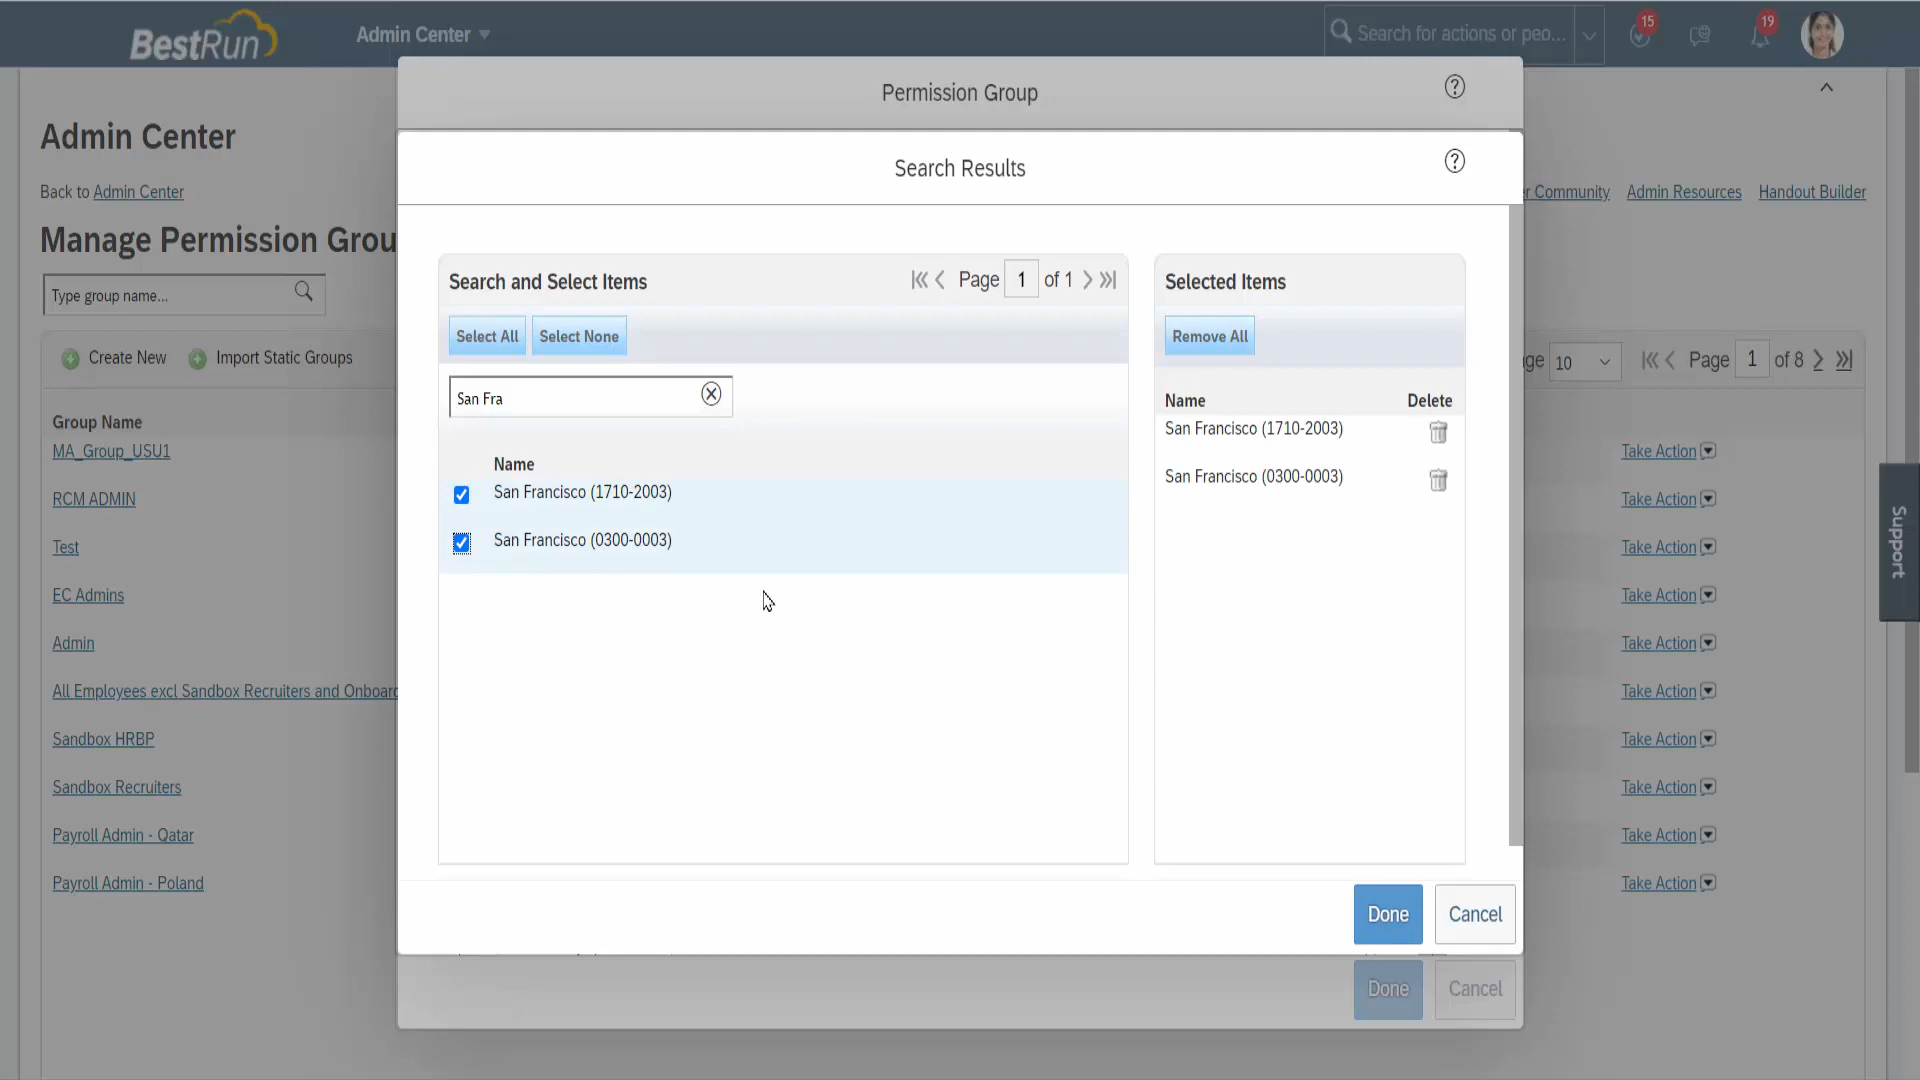 BestRun
Admin Center
Search for actions or peo...
15
19
Permission Group
Admin Center
Search Results
Back to Admin Center
r Community
Admin Resources
Handout Builder
Manage Permission Grou
Type group name...
Search and Select Items
Page 1 of 1
Selected Items
Select All
Select None
Remove All
Create New
Import Static Groups
ge 10
Page 1 of 8
San Fra
Name
Delete
Group Name
San Francisco (1710-2003)
MA_Group_USU1
Take Action
Name
San Francisco (1710-2003)
San Francisco (0300-0003)
RCM ADMIN
Take Action
San Francisco (0300-0003)
Test
Take Action
Support
EC Admins
Take Action
Admin
Take Action
All Employees excl Sandbox Recruiters and Onboard
Take Action
Sandbox HRBP
Take Action
Sandbox Recruiters
Take Action
Payroll Admin - Qatar
Take Action
Payroll Admin - Poland
Take Action
Done
Cancel
Done
Cancel